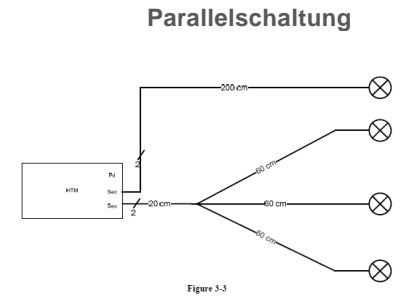 Parallelschaltung
200 cm
2
60 cm
Pri
HTM
Sec
Sec
2
20 cm
60 cm
60 cm
Figure 3-3